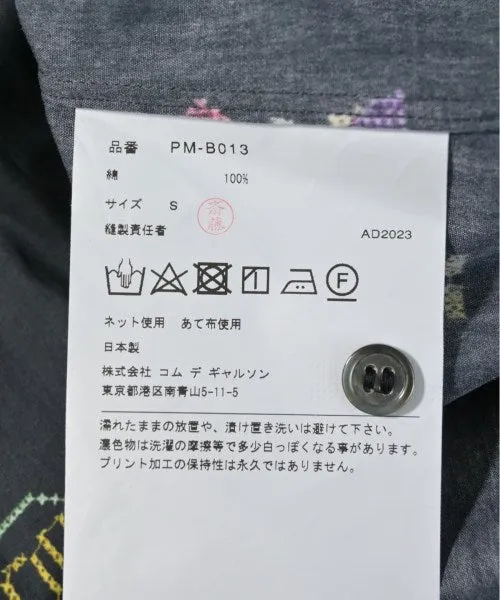 品番 PM-B013
綿 100%
サイズ S
斎藤
縫製責任者
AD2023
F
ネット使用 あて布使用
日本製
株式会社 コム デ ギャルソン
東京都港区南青山5-11-5
濡れたままの放置や、漬け置き洗いは避けて下さい。
濃色物は洗濯の摩擦等で多少白っぽくなる事があります。
プリント加工の保持性は永久ではありません。